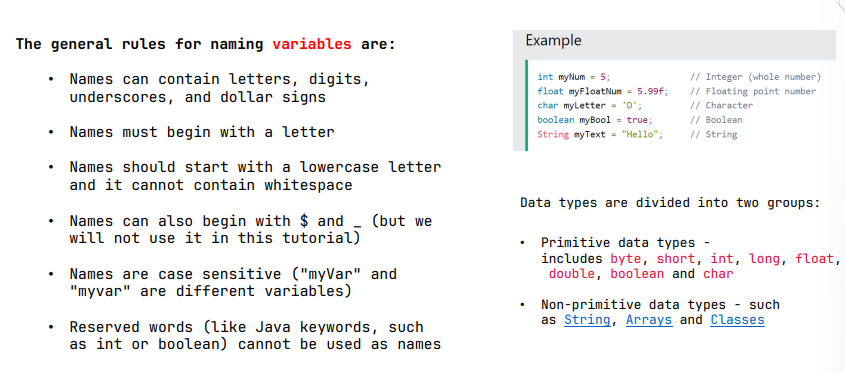 The general rules for naming variables are:
• Names can contain letters, digits,
underscores, and dollar signs
• Names must begin with a letter
• Names should start with a lowercase letter
and it cannot contain whitespace
• Names can also begin with $ and _ (but we
will not use it in this tutorial)
• Names are case sensitive ("myVar" and
"myvar" are different variables)
• Reserved words (like Java keywords, such
as int or boolean) cannot be used as names
Example
int myNum = 5; // Integer (whole number)
float myFloatNum = 5.99f; // Floating point number
char myLetter = 'D'; // Character
boolean myBool = true; // Boolean
String myText = "Hello"; // String
Data types are divided into two groups:
• Primitive data types -
includes byte, short, int, long, float,
double, boolean and char
• Non-primitive data types - such
as String, Arrays and Classes